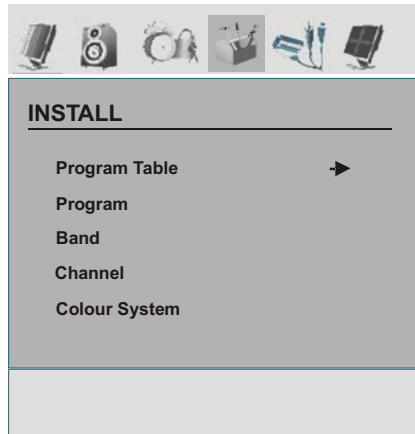 INSTALL
Program Table
Program
Band
Channel
Colour System